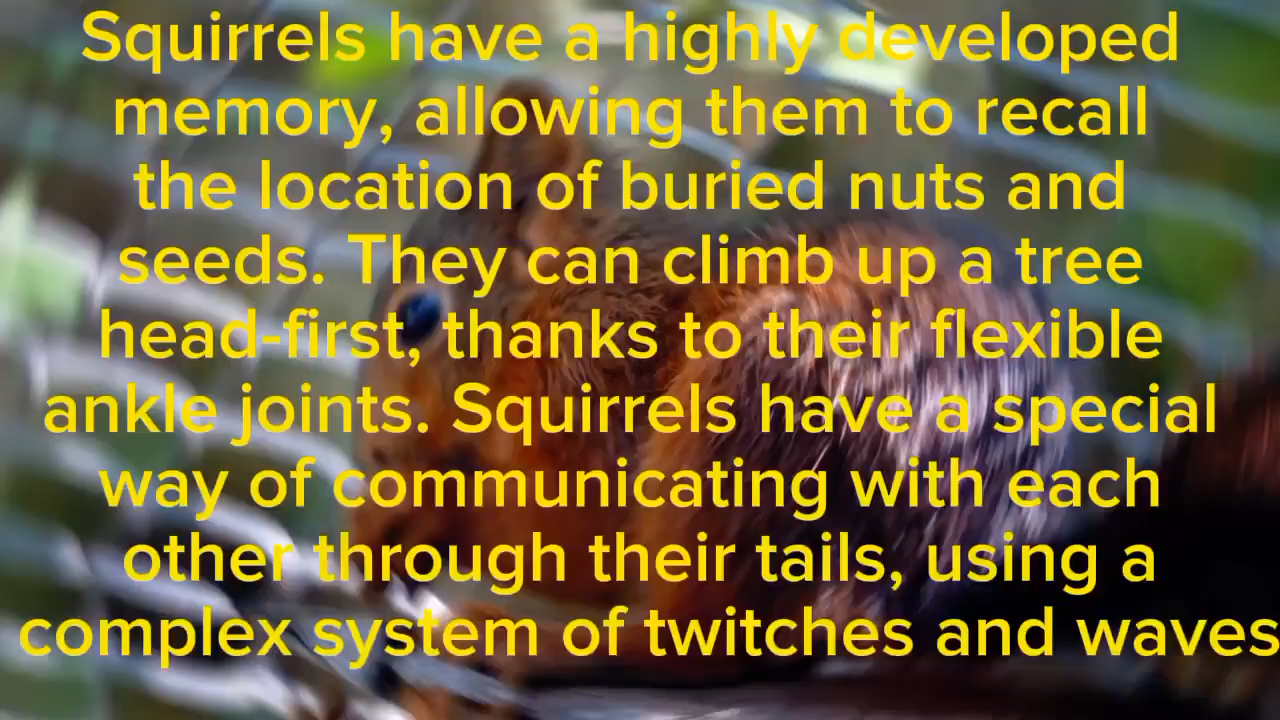 Squirrels have a highly developed
memory, allowing them to recall
the location of buried nuts and
seeds. They can climb up a tree
head-first, thanks to their flexible
ankle joints. Squirrels have a special
way of communicating with each
other through their tails, using a
complex system of twitches and waves